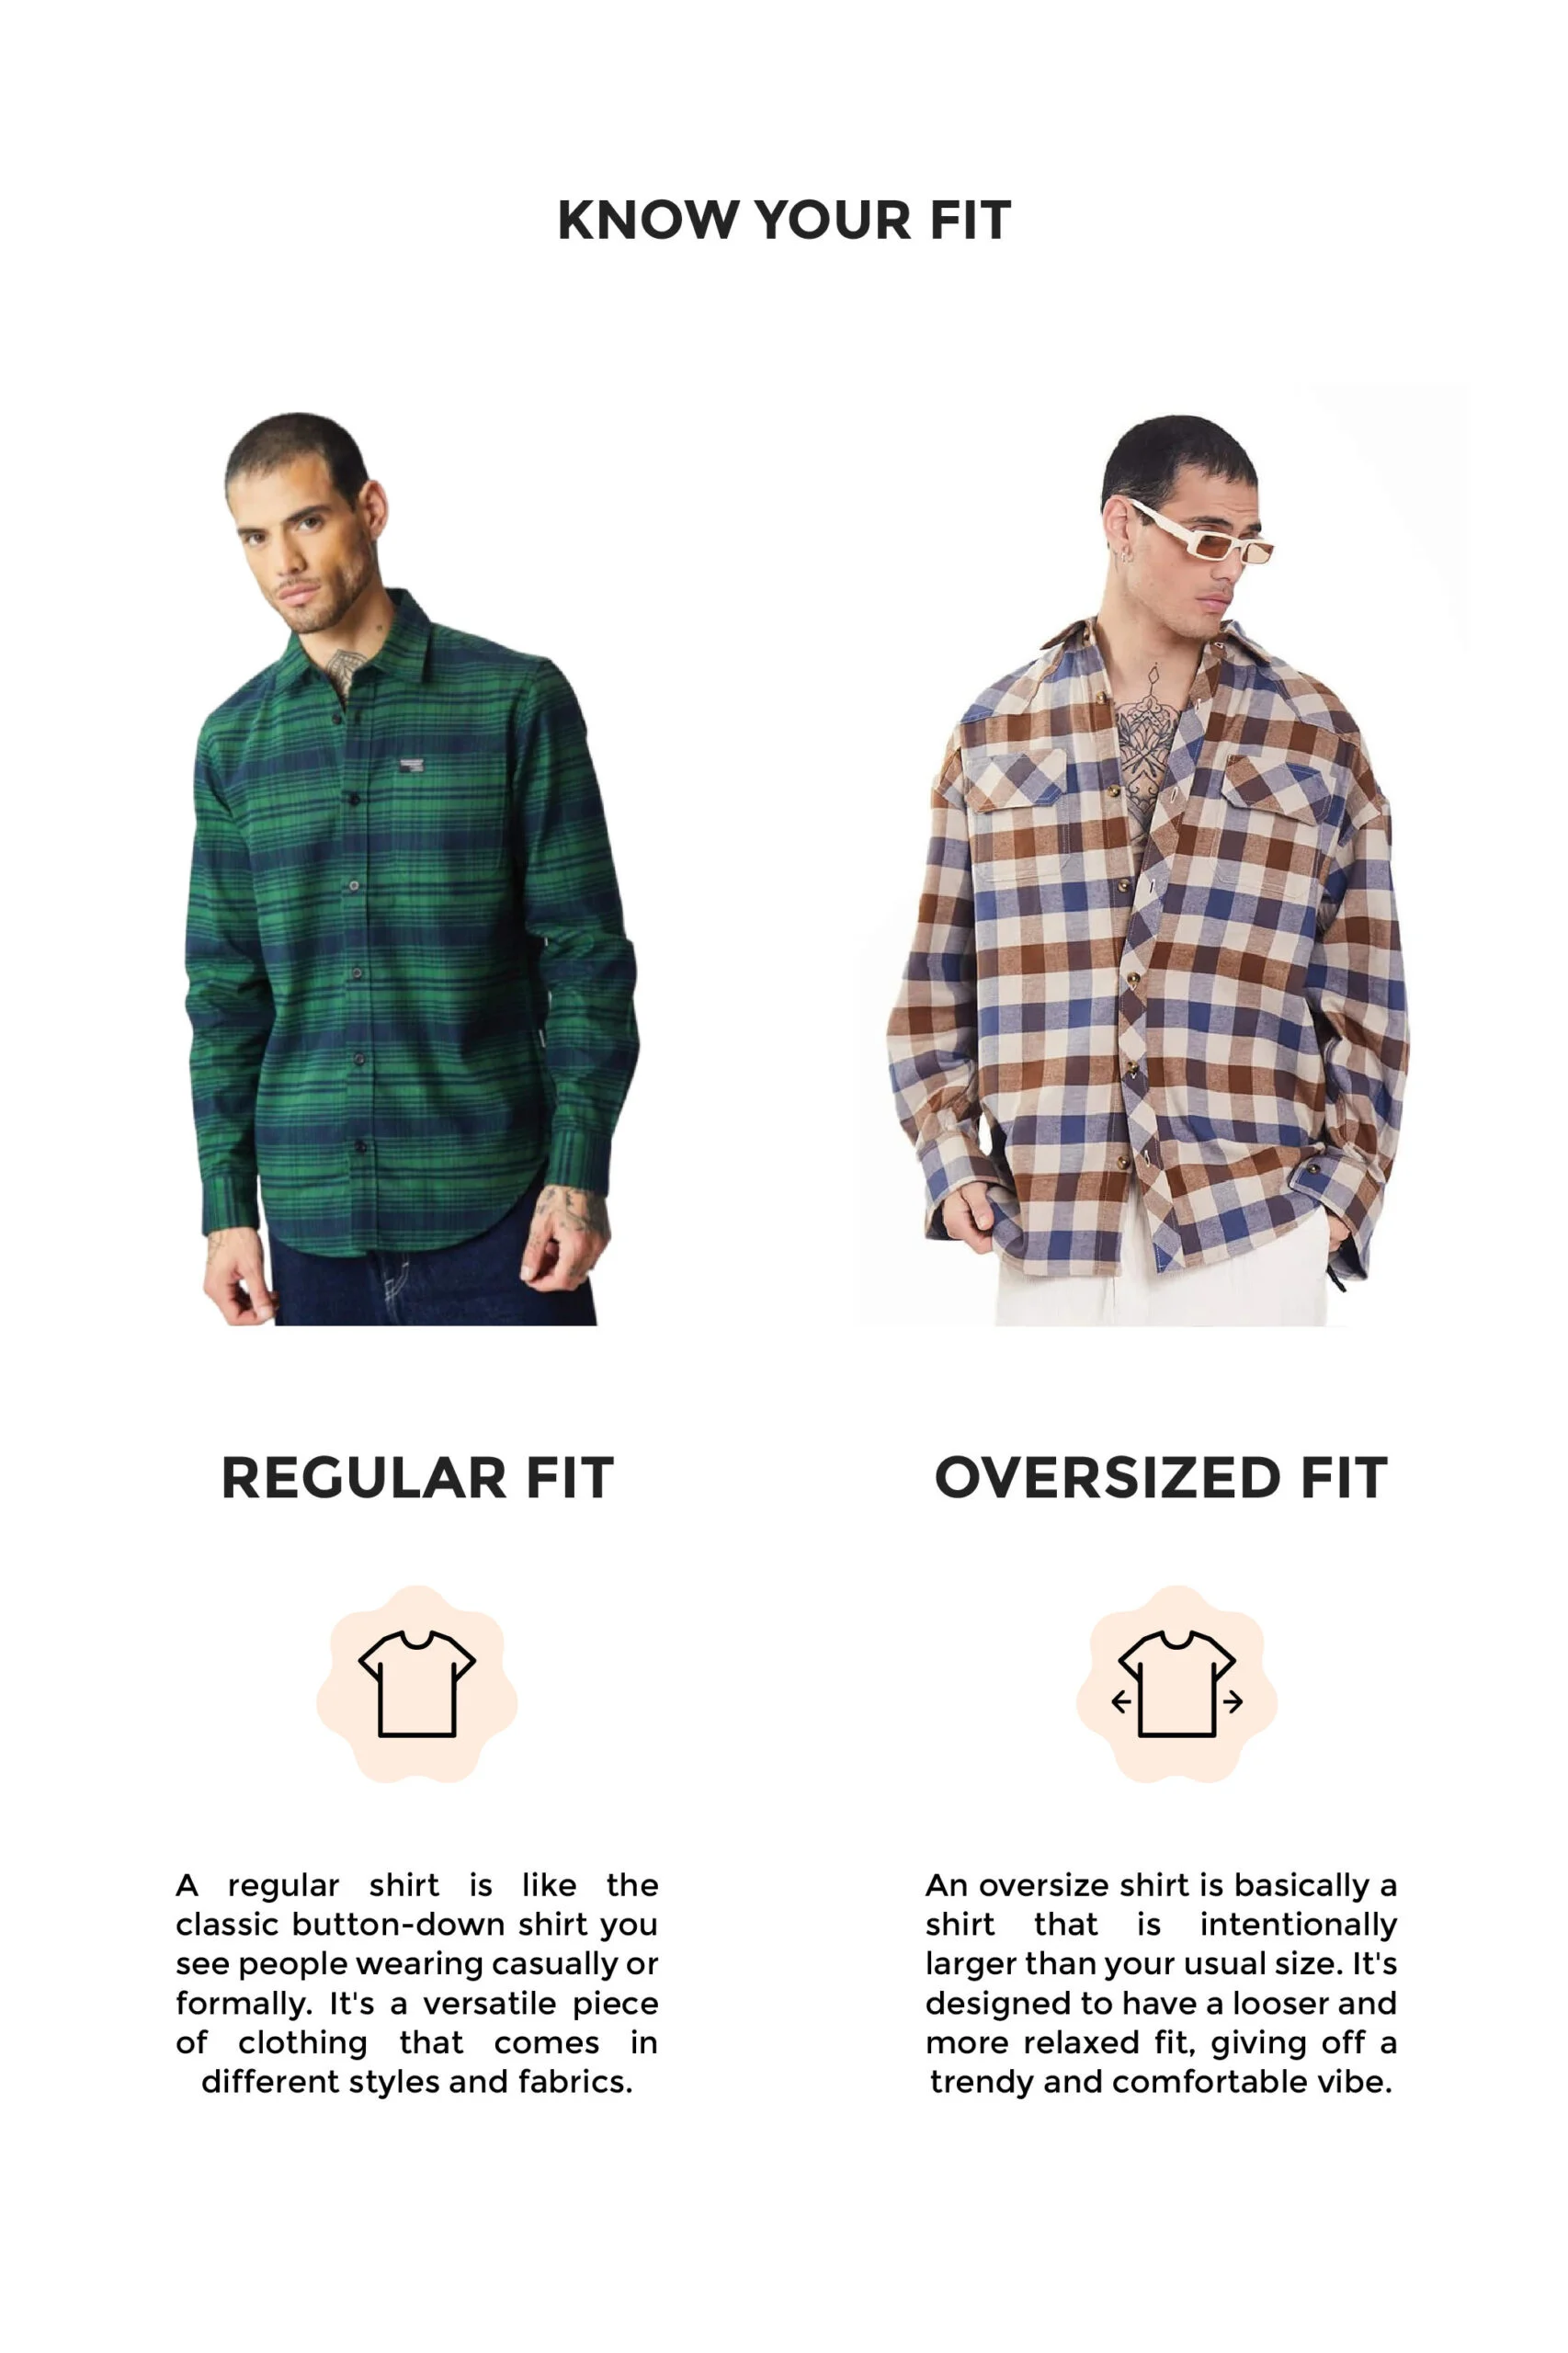 KNOW YOUR FIT
REGULAR FIT
A regular shirt is like the
classic button-down shirt you
see people wearing casually or
formally. It's a versatile piece
of clothing that comes in
different styles and fabrics.
OVERSIZED FIT
An oversize shirt is basically a
shirt that is intentionally
larger than your usual size. It's
designed to have a looser and
more relaxed fit, giving off a
trendy and comfortable vibe.